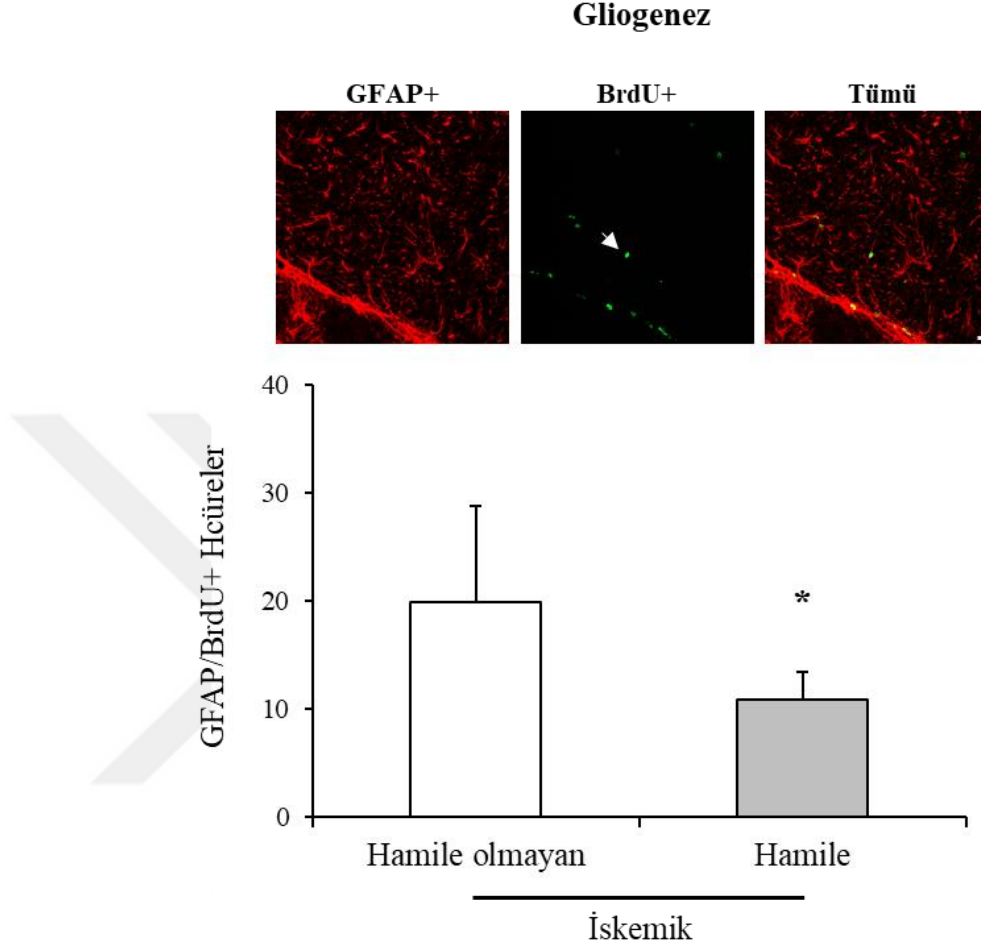 Gliogenez
GFAP+ BrdU+ Tümü
40
30
20
10
0
GFAP/BrdU+ Hcüreler
*
Hamile olmayan Hamile
İskemik